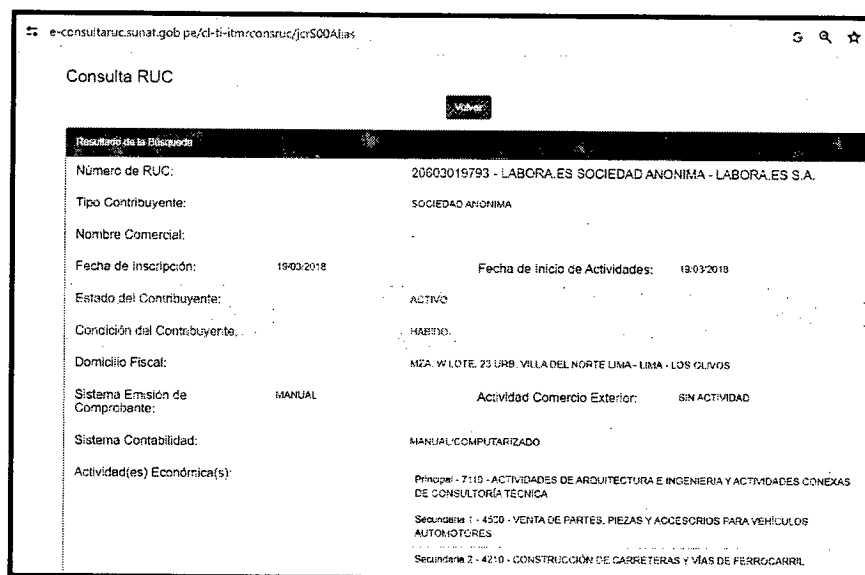 e-consultaruc.sunat.gob.pe/cl-ti-itmrconsruc/jcrS00Alias
Consulta RUC
Volver
Resultado de la Búsqueda
Número de RUC: 20603019793 - LABORA.ES SOCIEDAD ANONIMA - LABORA.ES S.A.
Tipo Contribuyente: SOCIEDAD ANONIMA
Nombre Comercial: -
Fecha de Inscripción: 19/03/2018 Fecha de Inicio de Actividades: 19/03/2018
Estado del Contribuyente: ACTIVO
Condición del Contribuyente: HABIDO
Domicilio Fiscal: MZA. W LOTE. 23 URB. VILLA DEL NORTE LIMA - LIMA - LOS OLIVOS
Sistema Emisión de Comprobante: MANUAL Actividad Comercio Exterior: SIN ACTIVIDAD
Sistema Contabilidad: MANUAL/COMPUTARIZADO
Actividad(es) Económica(s):
Principal - 7110 - ACTIVIDADES DE ARQUITECTURA E INGENIERIA Y ACTIVIDADES CONEXAS
DE CONSULTORÍA TÉCNICA
Secundaria 1 - 4530 - VENTA DE PARTES, PIEZAS Y ACCESORIOS PARA VEHÍCULOS
AUTOMOTORES
Secundaria 2 - 4210 - CONSTRUCCIÓN DE CARRETERAS Y VÍAS DE FERROCARRIL